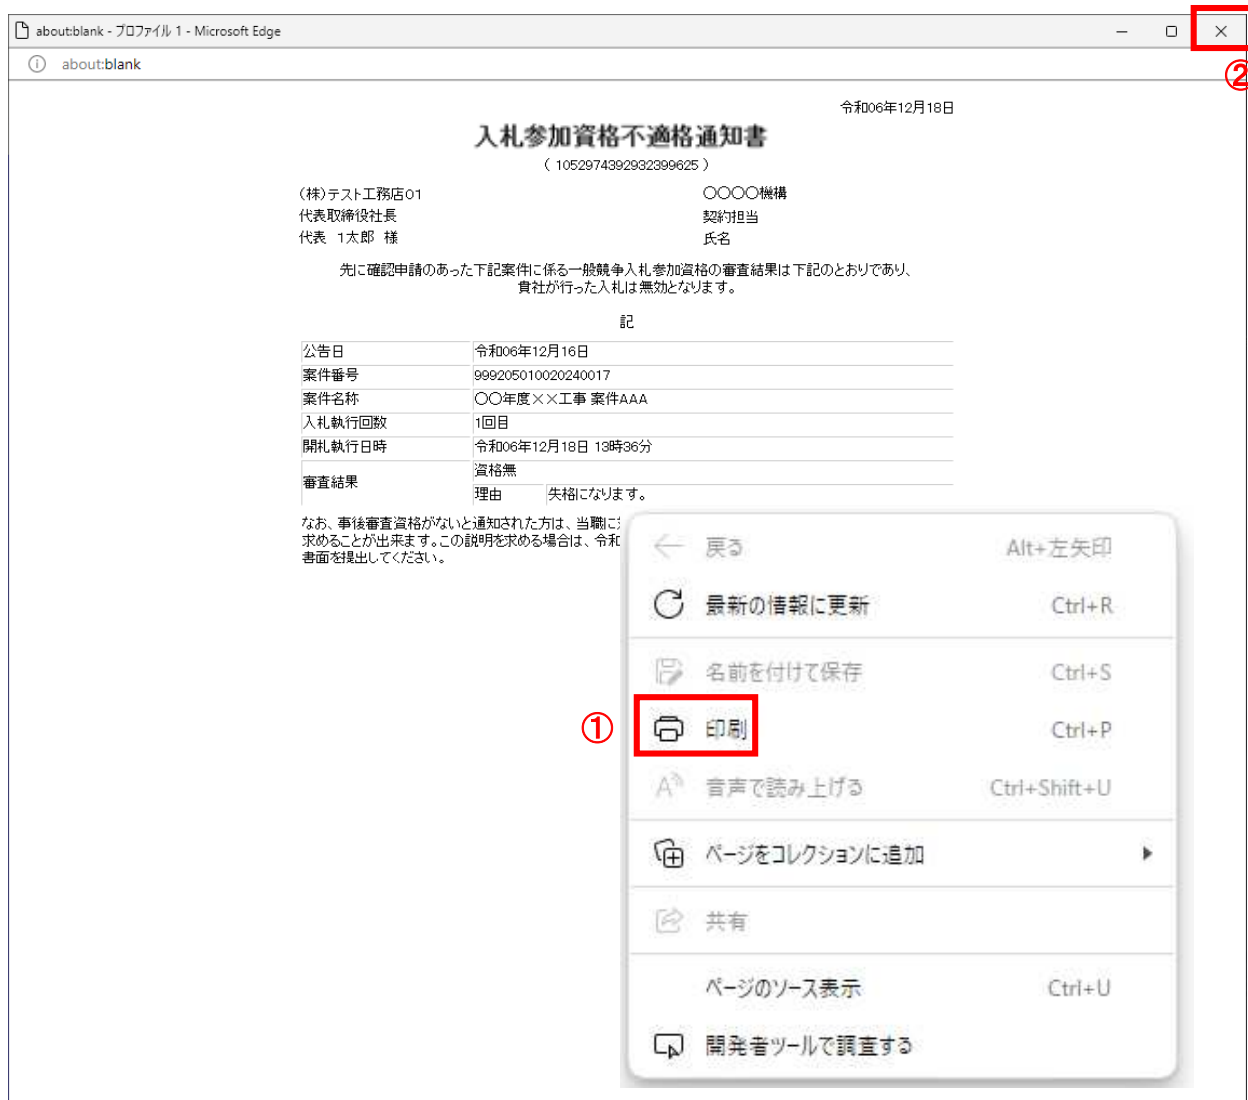 about:blank - プロファイル 1 - Microsoft Edge
②
about:blank
令和06年12月18日
入札参加資格不適格通知書
( 1052974392932399625 )
(株)テスト工務店01
〇〇〇〇機構
代表取締役社長
契約担当
代表 1太郎 様
氏名
先に確認申請のあった下記案件に係る一般競争入札参加資格の審査結果は下記のとおりであり、
貴社が行った入札は無効となります。
記
公告日 令和06年12月16日
案件番号 999205010020240017
案件名称 〇〇年度××工事 案件AAA
入札執行回数 1回目
開札執行日時 令和06年12月18日 13時36分
審査結果 資格無
理由 失格になります。
なお、事後審査資格がないと通知された方は、当職に
求めることが出来ます。この説明を求める場合は、令和
書面を提出してください。
戻る Alt+左矢印
最新の情報に更新 Ctrl+R
名前を付けて保存 Ctrl+S
① 印刷 Ctrl+P
音声で読み上げる Ctrl+Shift+U
ページをコレクションに追加
共有
ページのソース表示 Ctrl+U
開発者ツールで調査する